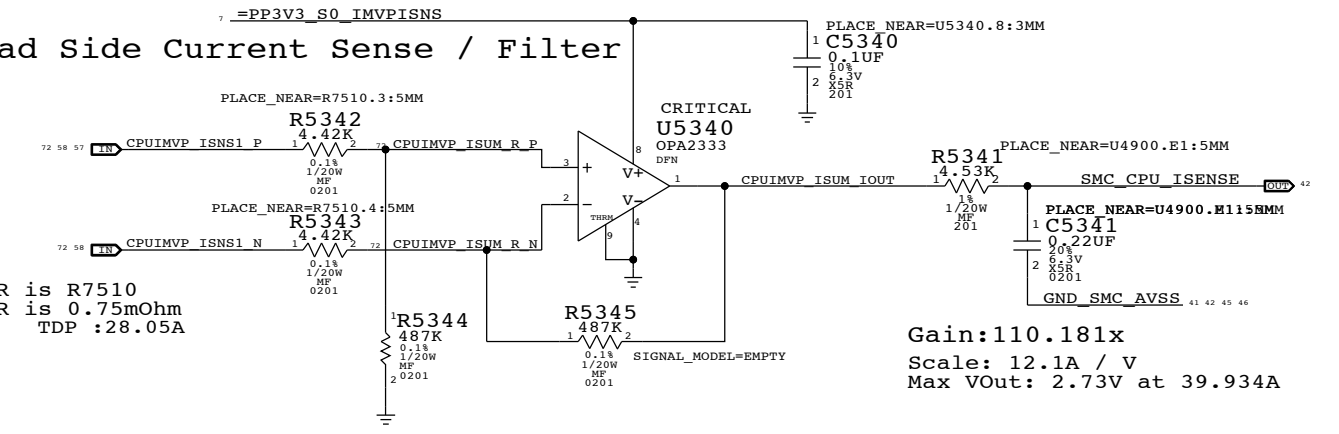 7 =PP3V3_S0_IMVPISNS
ad Side Current Sense / Filter
PLACE_NEAR=U5340.8:3MM
1 C5340
0.1UF
10%
6.3V
2 X5R
201
PLACE_NEAR=R7510.3:5MM
R5342
4.42K
72 58 57 IN CPUIMVP_ISNS1_P 1 2 72 CPUIMVP_ISUM_R_P
0.1%
1/20W
MF
0201
CRITICAL
U5340
OPA2333
DFN
8
3 + V+
1 CPUIMVP_ISUM_IOUT
2 - V-
THRM
4
9
PLACE_NEAR=R7510.4:5MM
R5343
4.42K
72 58 IN CPUIMVP_ISNS1_N 1 2 72 CPUIMVP_ISUM_R_N
0.1%
1/20W
MF
0201
PLACE_NEAR=U4900.E1:5MM
R5341
4.53K
1 2 SMC_CPU_ISENSE OUT 42
1%
1/20W
MF
201
PLACE_NEAR=U4900.E1:5MM
1 C5341
0.22UF
20%
6.3V
2 X5R
0201
GND_SMC_AVSS 41 42 45 46
R is R7510
R is 0.75mOhm
TDP :28.05A
1 R5344
487K
0.1%
1/20W
MF
2 0201
R5345
487K
1 2
0.1%
1/20W
MF
0201
SIGNAL_MODEL=EMPTY
Gain:110.181x
Scale: 12.1A / V
Max VOut: 2.73V at 39.934A